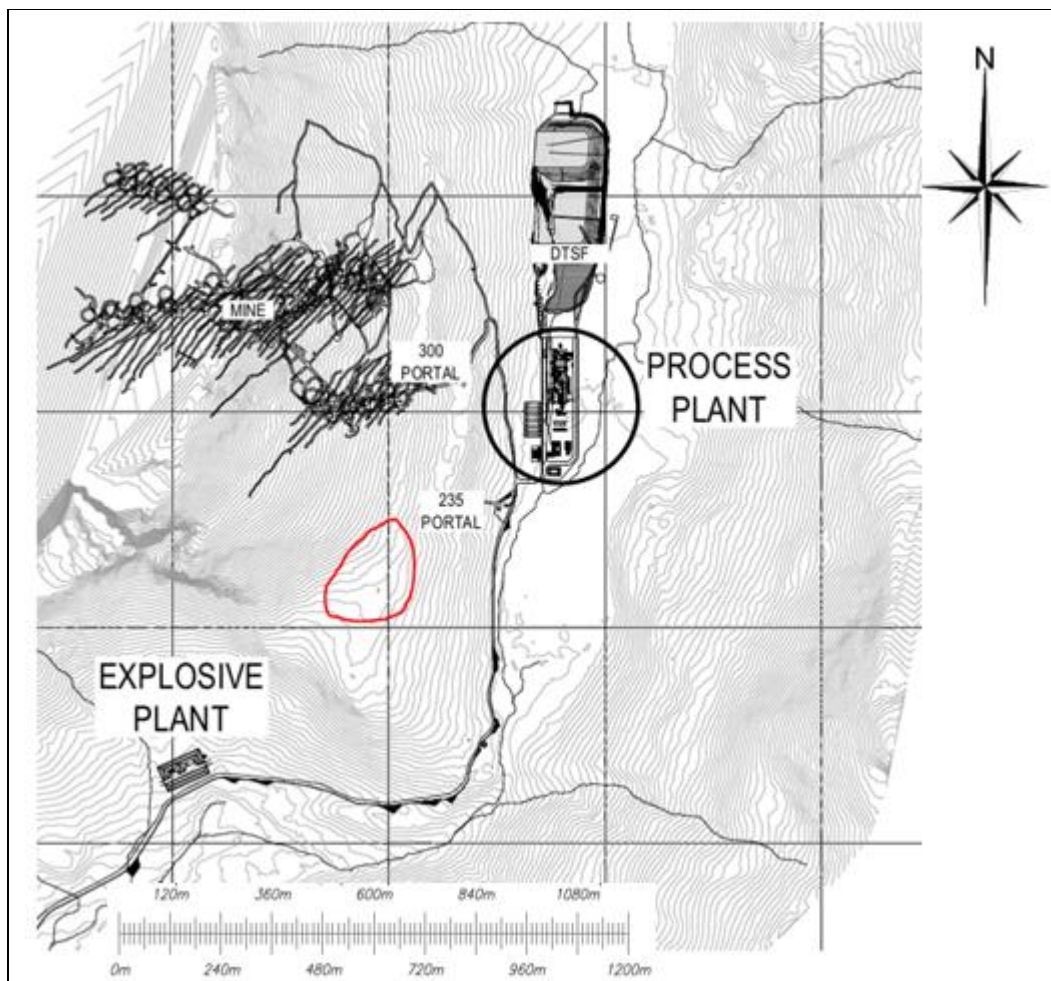 N
DTSF
MINE
300
PORTAL
PROCESS
PLANT
235
PORTAL
EXPLOSIVE
PLANT
120m 360m 600m 840m 1080m
0m 240m 480m 720m 960m 1200m